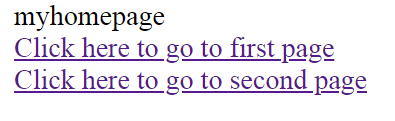 myhomepage
Click here to go to first page
Click here to go to second page